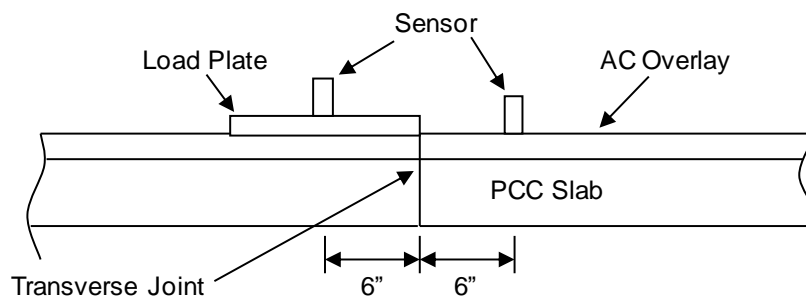 Sensor
Load Plate
AC Overlay
PCC Slab
Transverse Joint
6” 6”